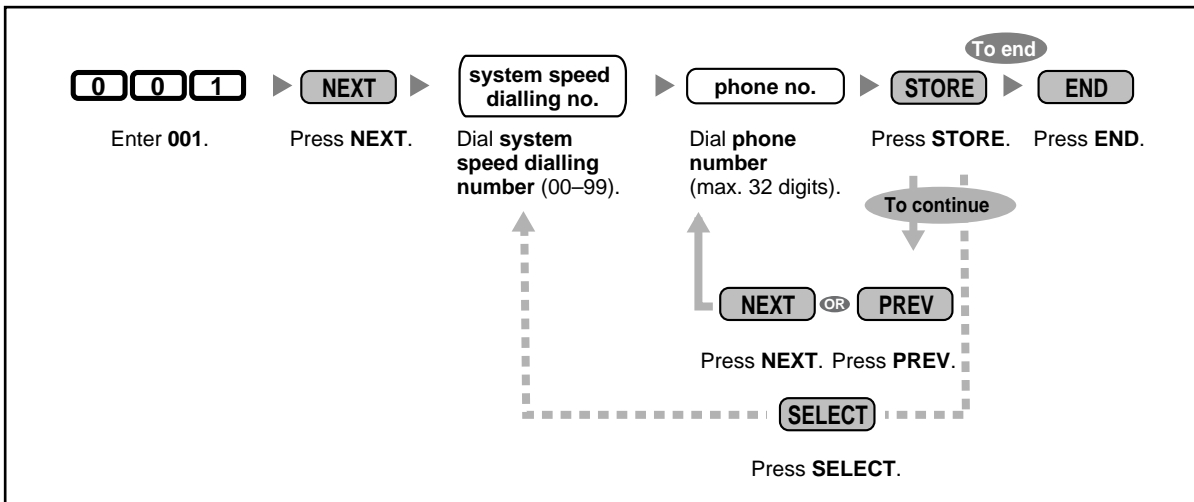 To end
0 0 1 NEXT system speed dialling no. phone no. STORE END
Enter 001. Press NEXT. Dial system speed dialling number (00–99). Dial phone number (max. 32 digits). Press STORE. Press END.
To continue
NEXT OR PREV
Press NEXT. Press PREV.
SELECT
Press SELECT.